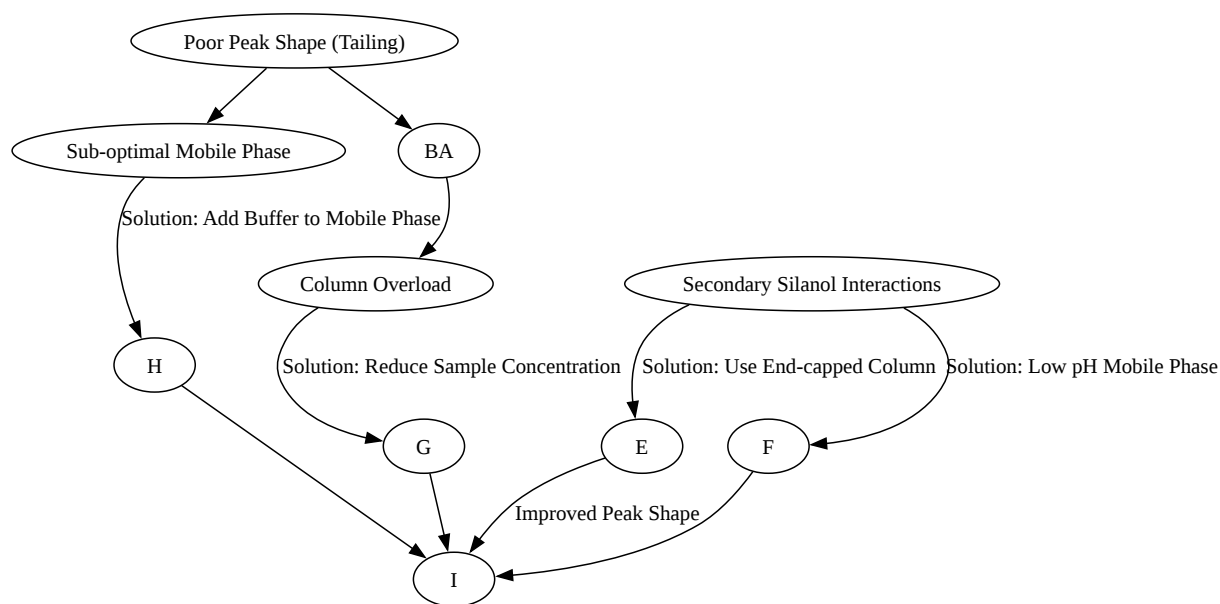 Poor Peak Shape (Tailing)
Sub-optimal Mobile Phase
BA
Solution: Add Buffer to Mobile Phase
Column Overload
Secondary Silanol Interactions
H
Solution: Reduce Sample Concentration
Solution: Use End-capped Column
Solution: Low pH Mobile Phase
G
E
F
Improved Peak Shape
I